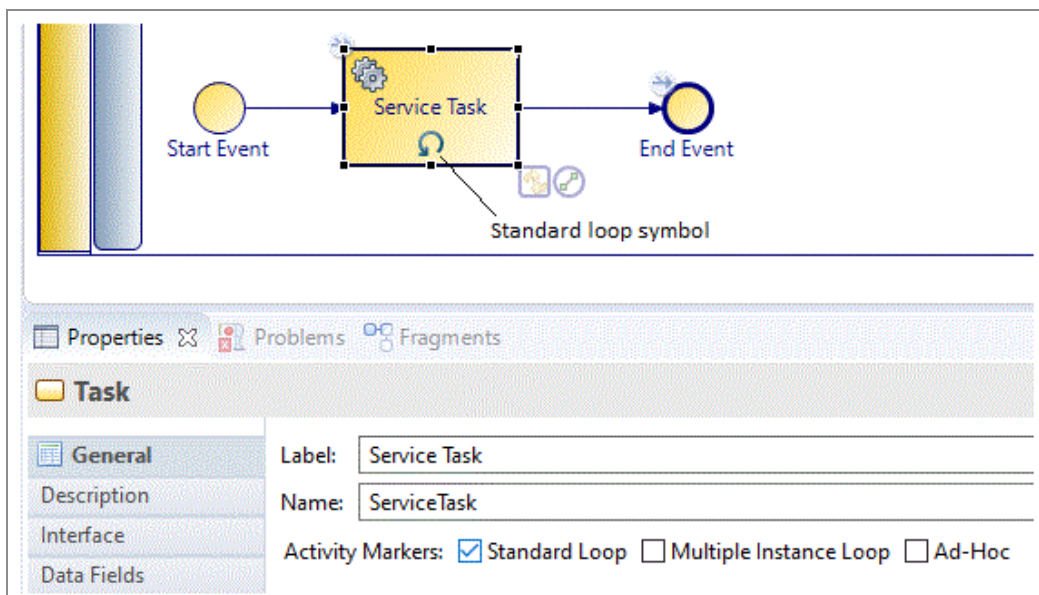 Service Task
Start Event
End Event
Standard loop symbol
Properties Problems Fragments
Task
General
Label: Service Task
Description
Name: ServiceTask
Interface
Activity Markers: Standard Loop Multiple Instance Loop Ad-Hoc
Data Fields